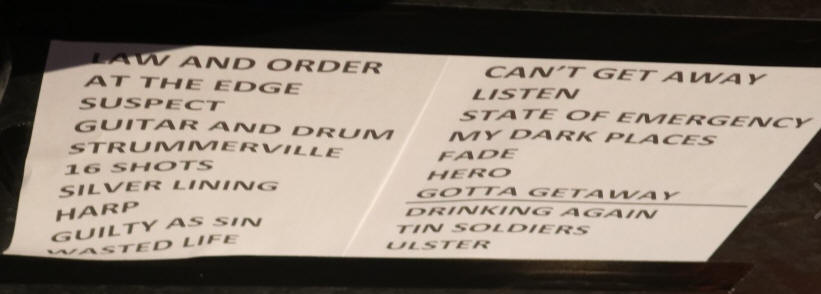 LAW AND ORDER
AT THE EDGE
SUSPECT
GUITAR AND DRUM
STRUMMERVILLE
16 SHOTS
SILVER LINING
HARP
GUILTY AS SIN
WASTED LIFE
CAN'T GET AWAY
LISTEN
STATE OF EMERGENCY
MY DARK PLACES
FADE
HERO
GOTTA GETAWAY
DRINKING AGAIN
TIN SOLDIERS
ULSTER